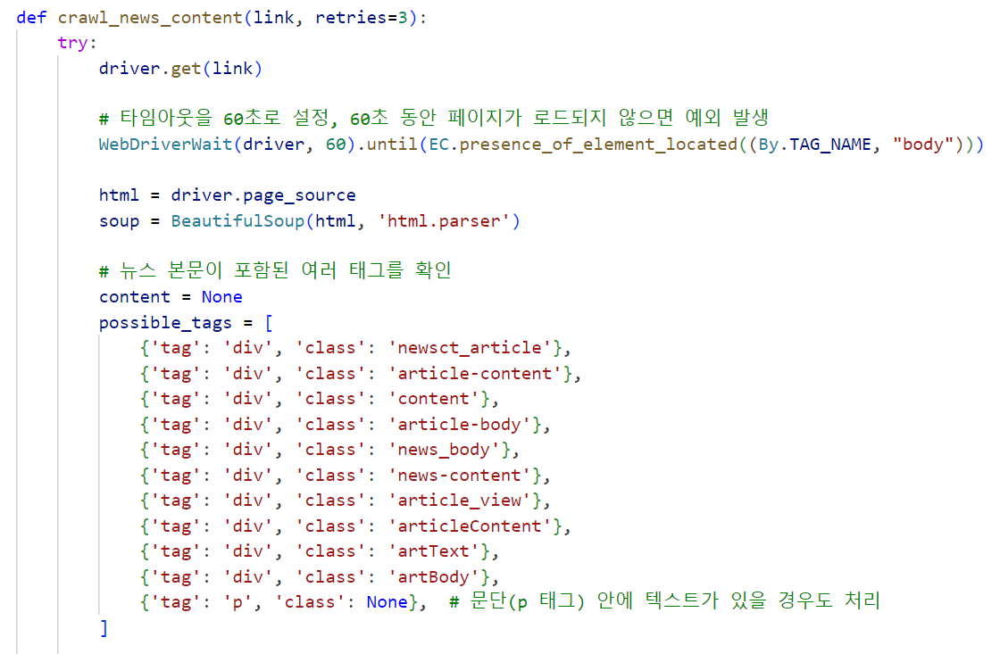 def crawl_news_content(link, retries=3):
try:
driver.get(link)
# 타임아웃을 60초로 설정, 60초 동안 페이지가 로드되지 않으면 예외 발생
WebDriverWait(driver, 60).until(EC.presence_of_element_located((By.TAG_NAME, "body")))
html = driver.page_source
soup = BeautifulSoup(html, 'html.parser')
# 뉴스 본문이 포함된 여러 태그를 확인
content = None
possible_tags = [
{'tag': 'div', 'class': 'newsct_article'},
{'tag': 'div', 'class': 'article-content'},
{'tag': 'div', 'class': 'content'},
{'tag': 'div', 'class': 'article-body'},
{'tag': 'div', 'class': 'news_body'},
{'tag': 'div', 'class': 'news-content'},
{'tag': 'div', 'class': 'article_view'},
{'tag': 'div', 'class': 'articleContent'},
{'tag': 'div', 'class': 'artText'},
{'tag': 'div', 'class': 'artBody'},
{'tag': 'p', 'class': None},  # 문단(p 태그) 안에 텍스트가 있을 경우도 처리
]